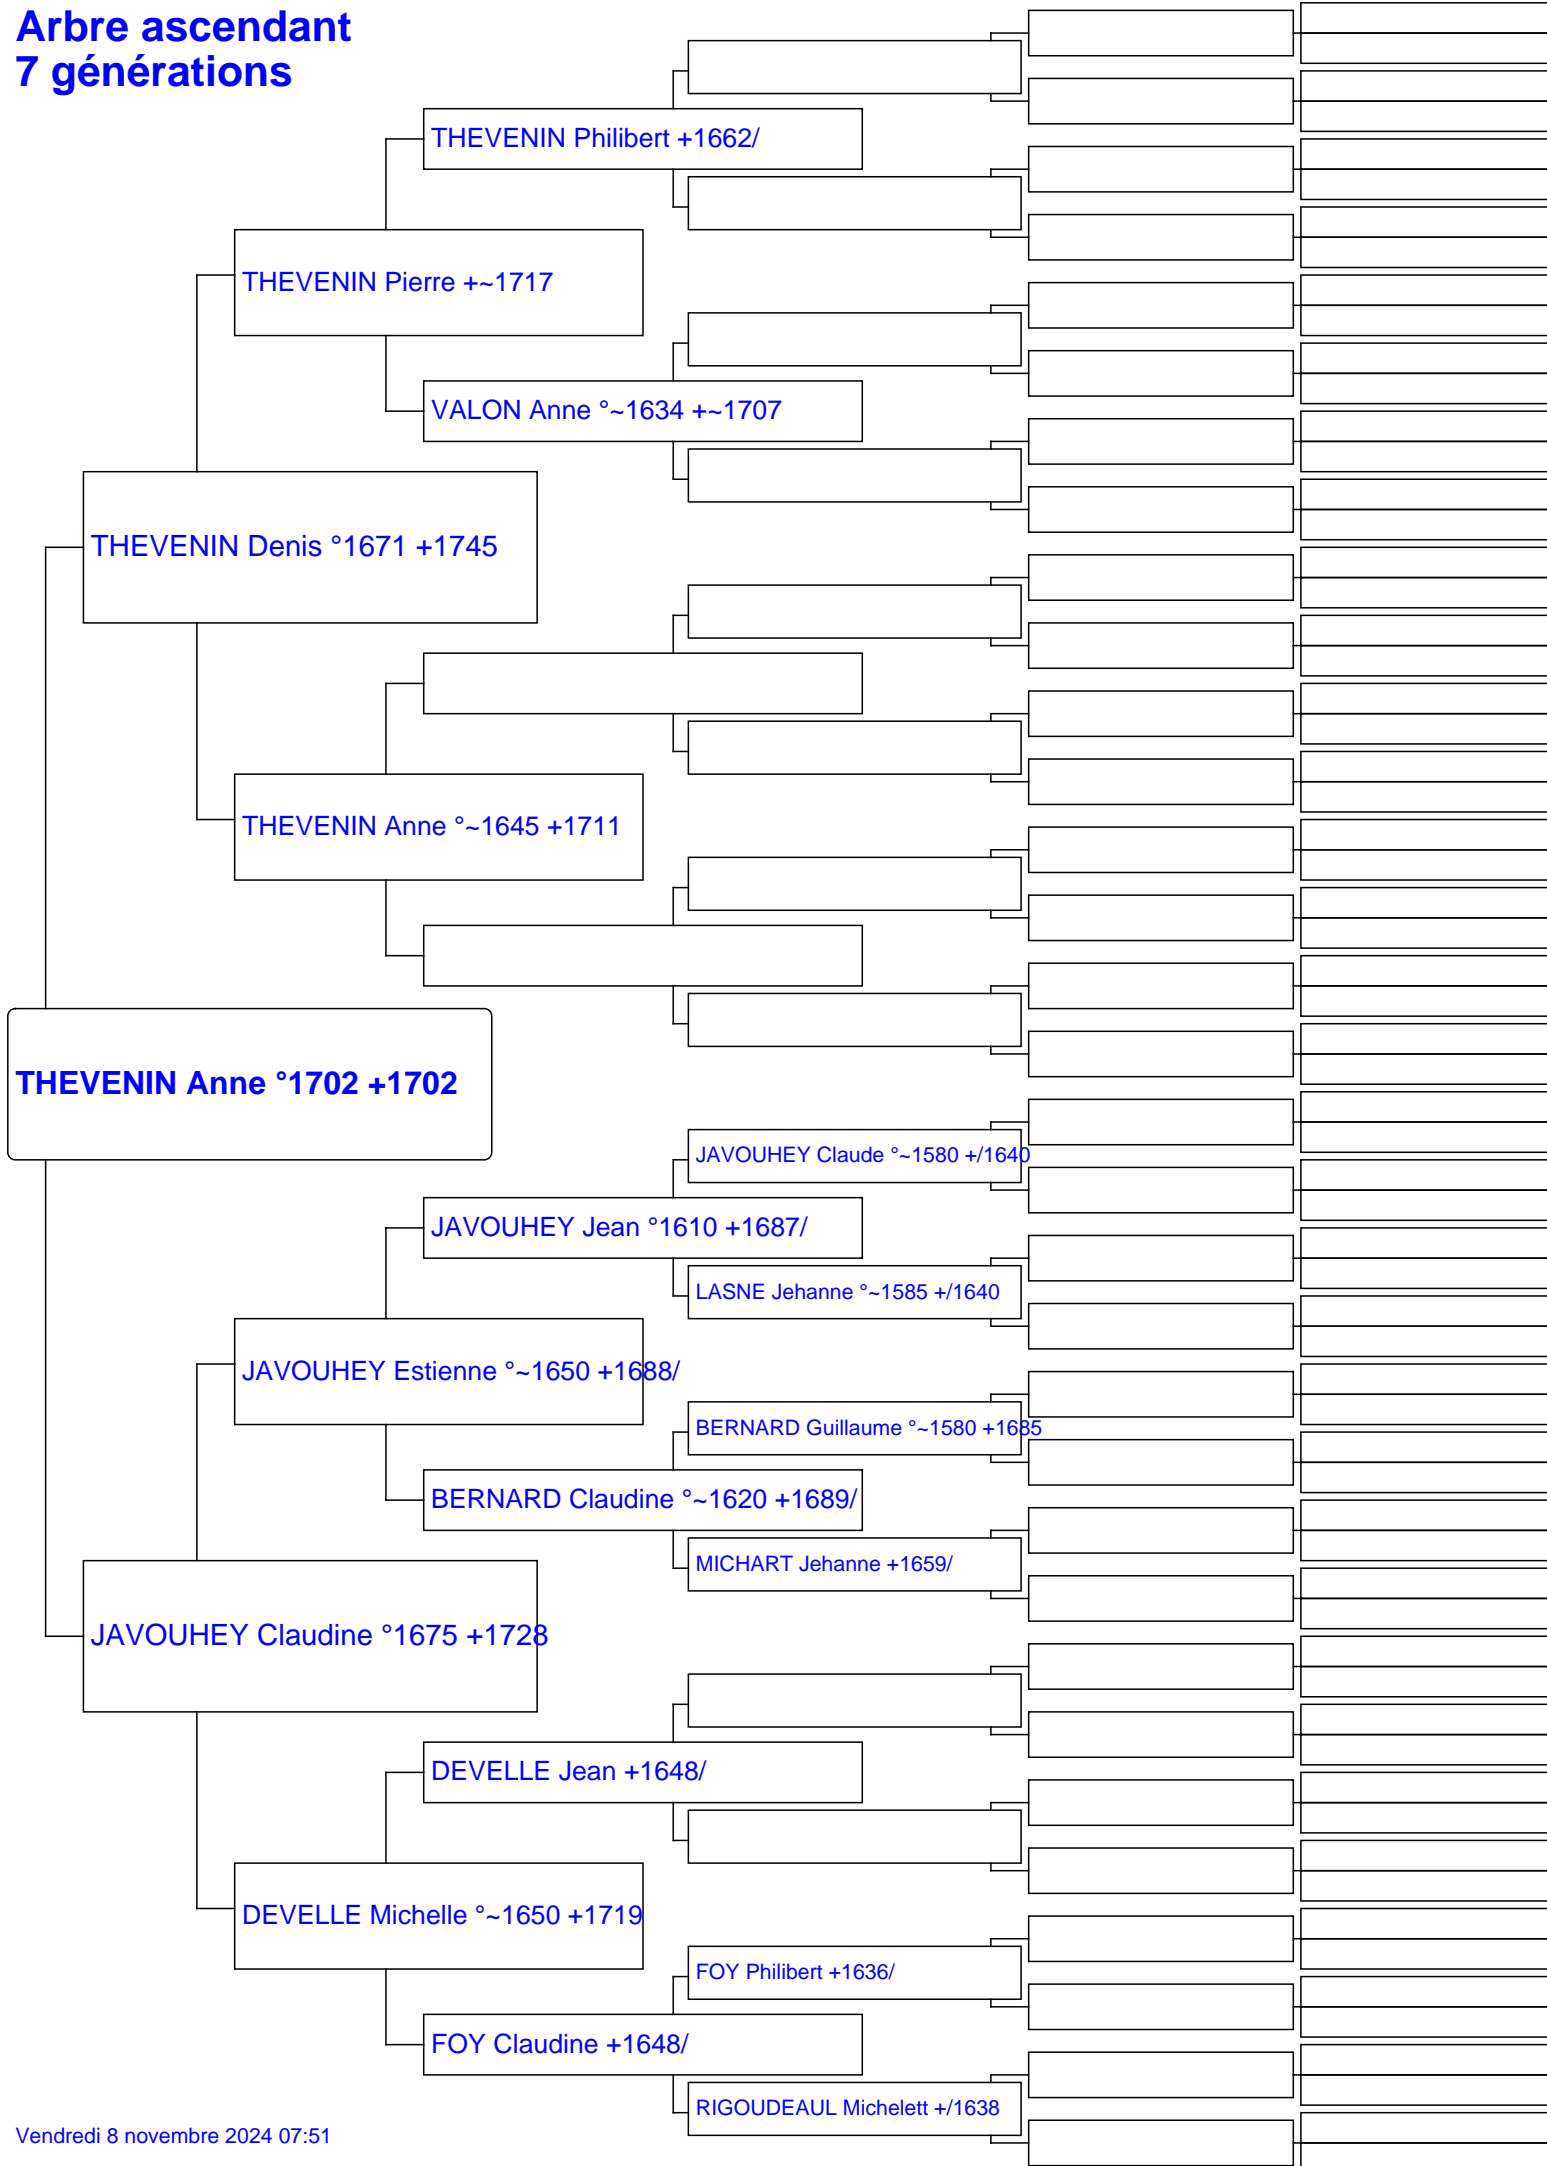 Arbre ascendant
7 générations
THEVENIN Philibert +1662/
THEVENIN Pierre +~1717
VALON Anne °~1634 +~1707
THEVENIN Denis °1671 +1745
THEVENIN Anne °~1645 +1711
THEVENIN Anne °1702 +1702
JAVOUHEY Claude °~1580 +/1640
JAVOUHEY Jean °1610 +1687/
LASNE Jehanne °~1585 +/1640
JAVOUHEY Estienne °~1650 +1688/
BERNARD Guillaume °~1580 +1685
BERNARD Claudine °~1620 +1689/
MICHART Jehanne +1659/
JAVOUHEY Claudine °1675 +1728
DEVELLE Jean +1648/
DEVELLE Michelle °~1650 +1719
FOY Philibert +1636/
FOY Claudine +1648/
RIGOUDEAUL Michelett +/1638
Vendredi 8 novembre 2024 07:51